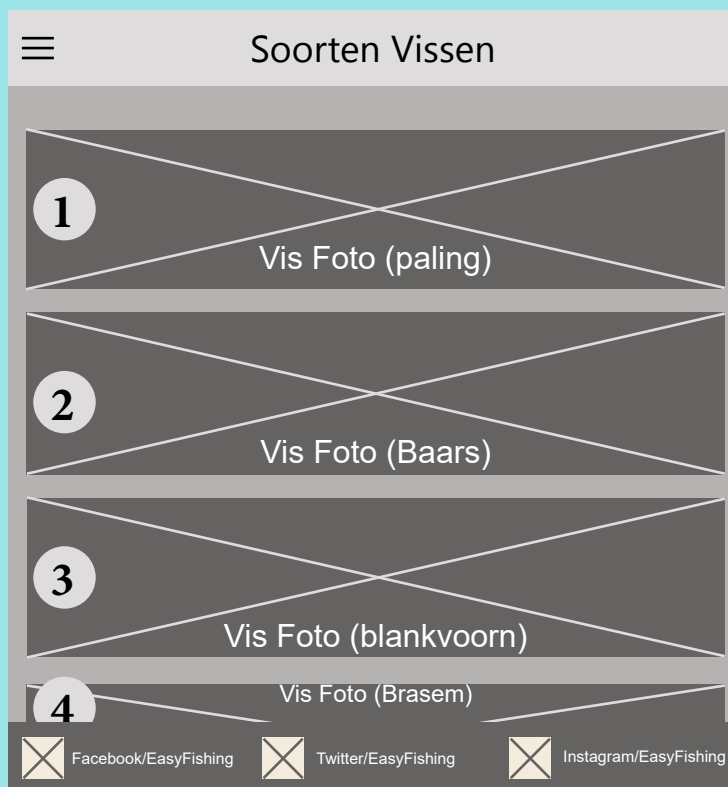 Soorten Vissen
1
Vis Foto (paling)
2
Vis Foto (Baars)
3
Vis Foto (blankvoorn)
4
Vis Foto (Brasem)
Facebook/EasyFishing
Twitter/EasyFishing
Instagram/EasyFishing